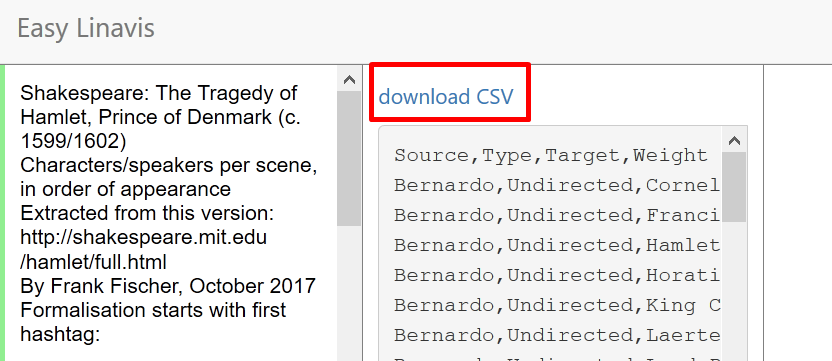 Easy Linavis
Shakespeare: The Tragedy of
Hamlet, Prince of Denmark (c.
1599/1602)
Characters/speakers per scene,
in order of appearance
Extracted from this version:
http://shakespeare.mit.edu
/hamlet/full.html
By Frank Fischer, October 2017
Formalisation starts with first
hashtag:
download CSV
Source,Type,Target,Weight
Bernardo,Undirected,Cornel
Bernardo,Undirected,Franci
Bernardo,Undirected,Hamlet
Bernardo,Undirected,Horati
Bernardo,Undirected,King C
Bernardo,Undirected,Laerte